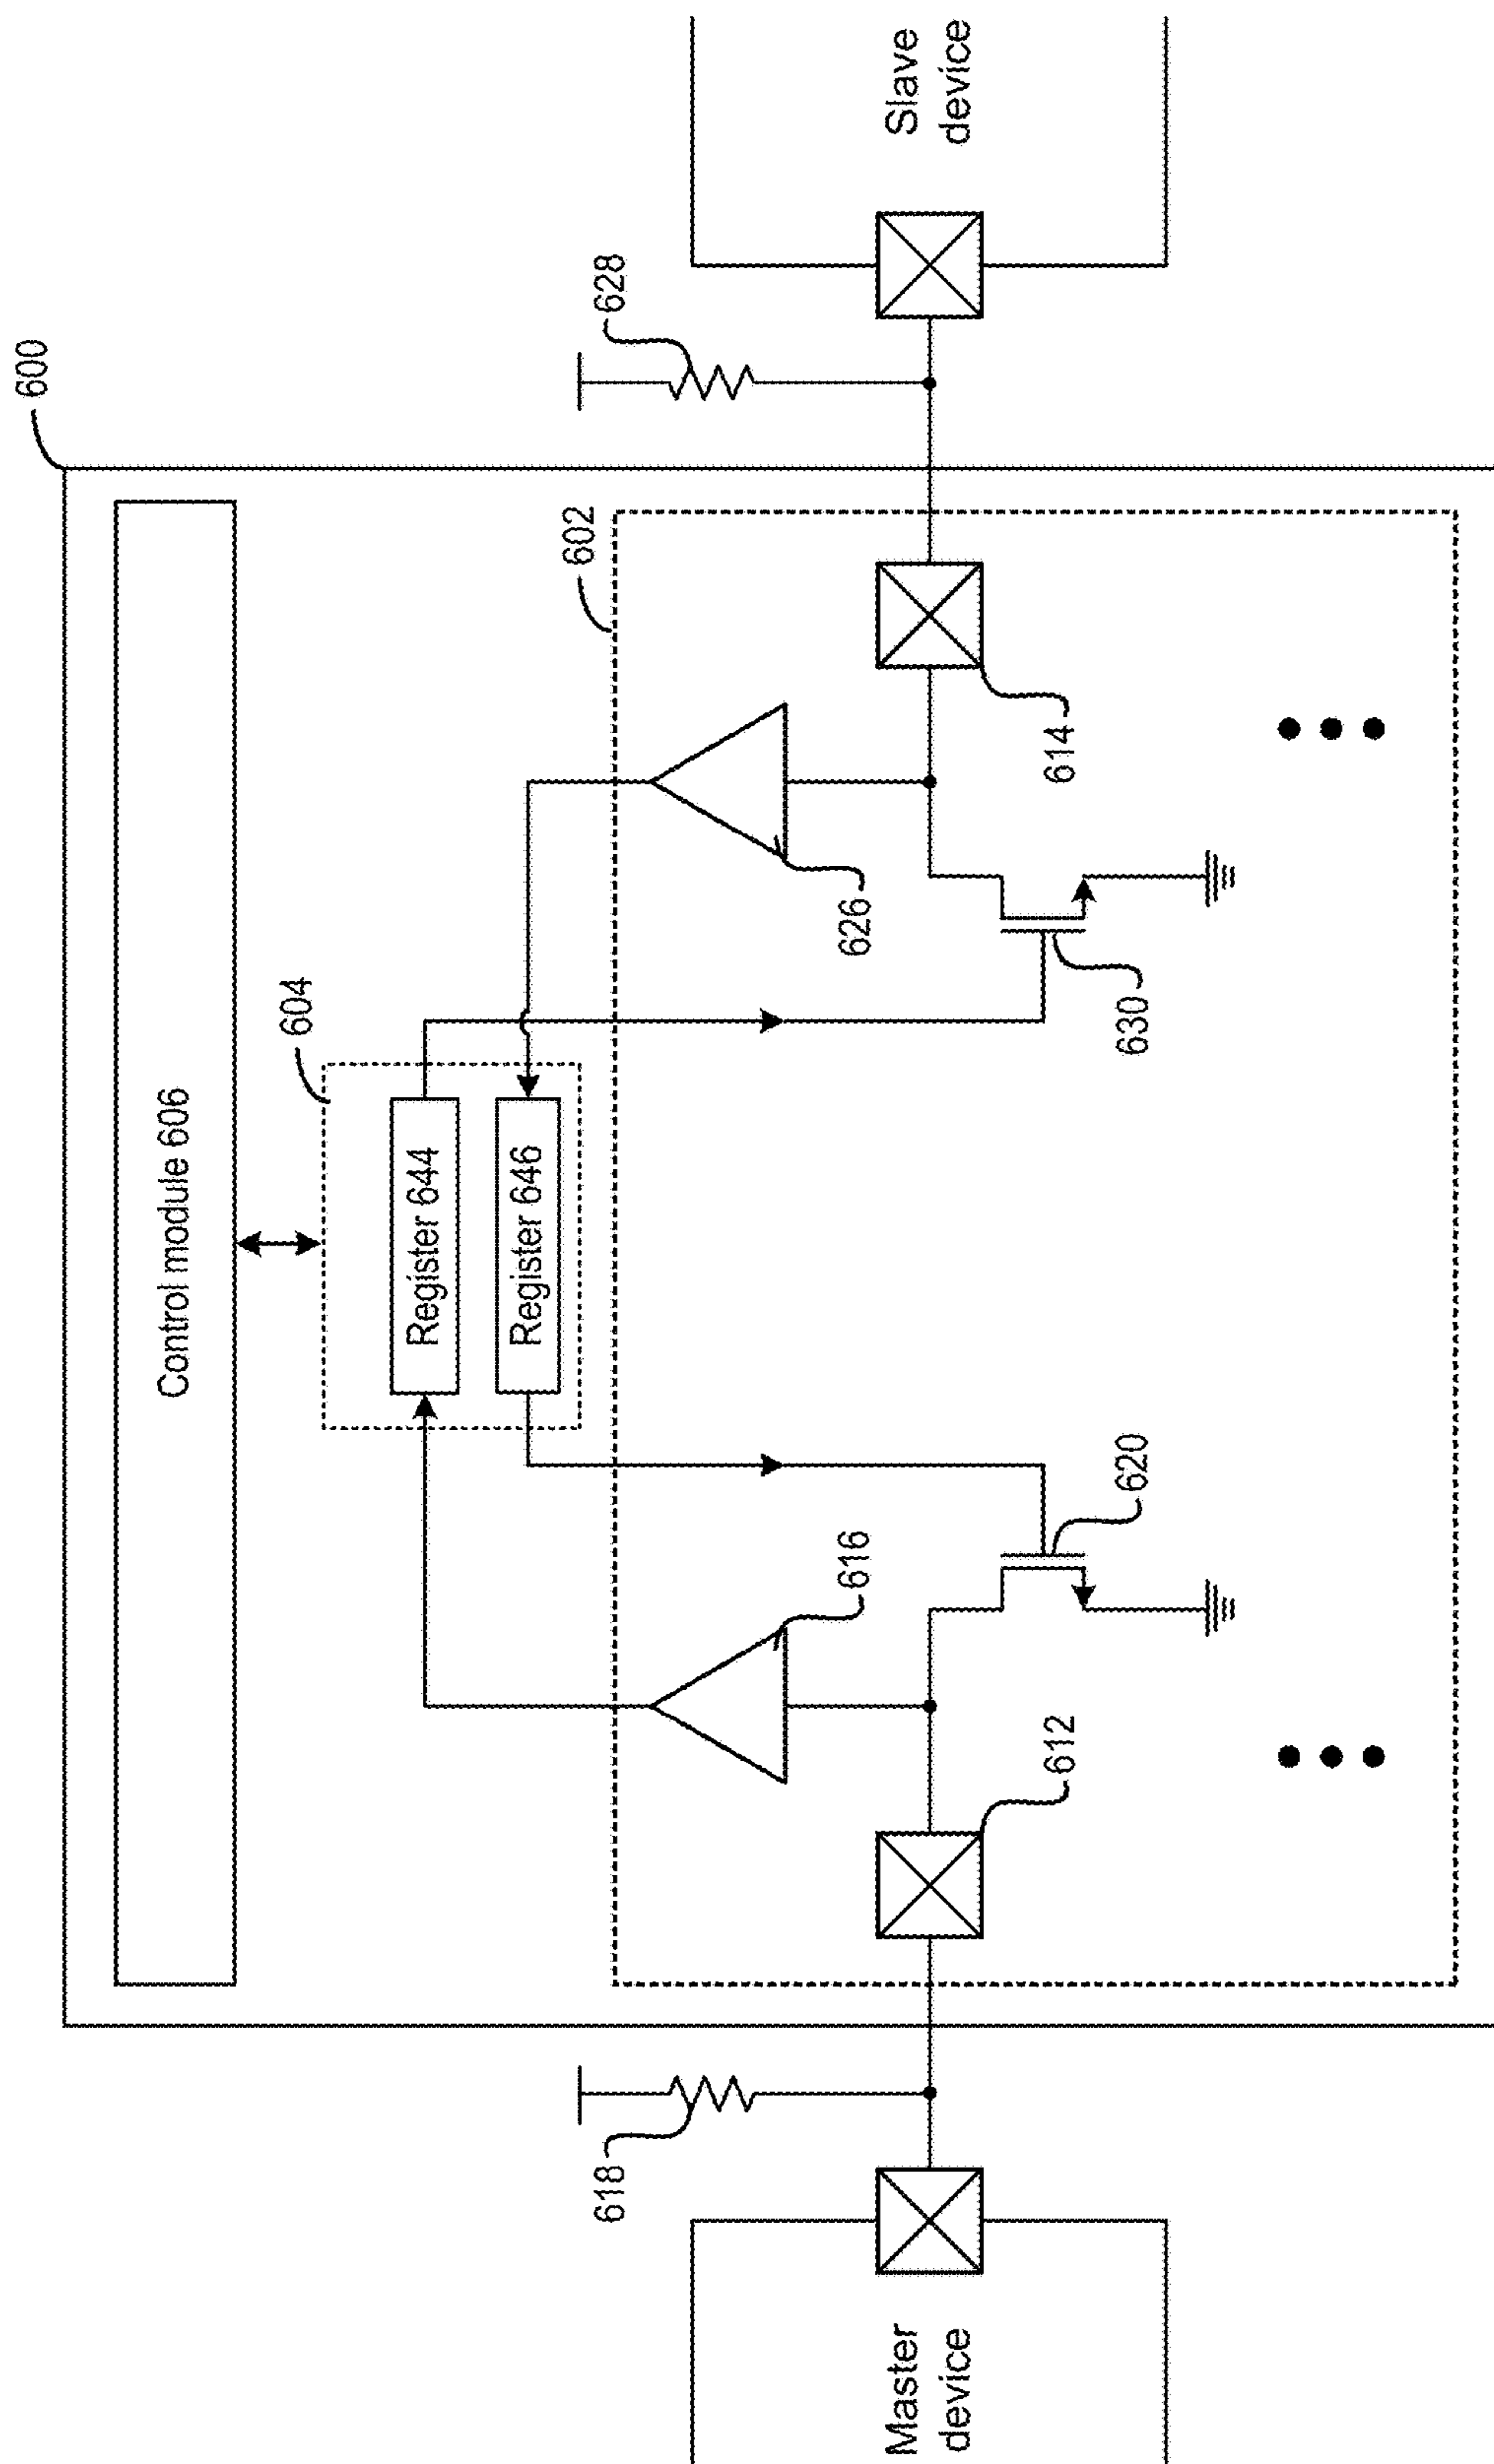 600
Control module 606
604
Register 644
Register 646
602
618
628
616
626
Master
device
Slave
device
612
614
620
630